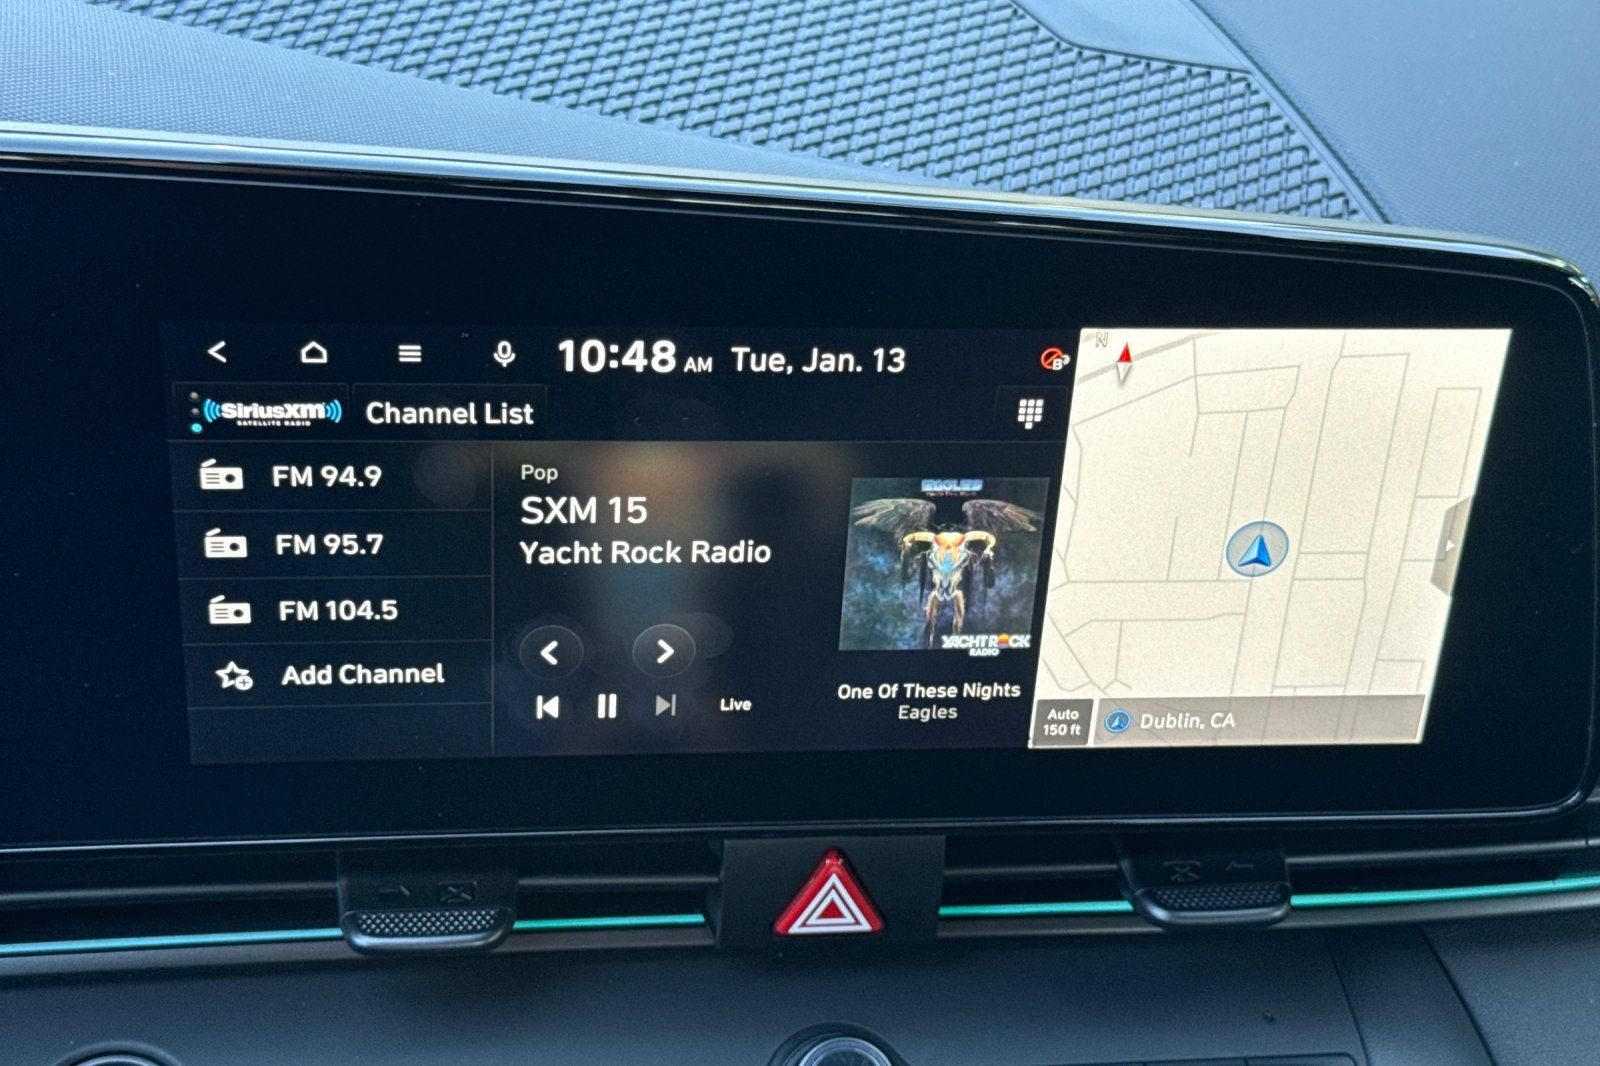 10:48 AM Tue, Jan. 13
SiriusXM
SATELLITE RADIO
Channel List
FM 94.9
FM 95.7
FM 104.5
Add Channel
Pop
SXM 15
Yacht Rock Radio
Live
EAGLES
YACHT ROCK
RADIO
One Of These Nights
Eagles
N
Auto
150 ft
Dublin, CA